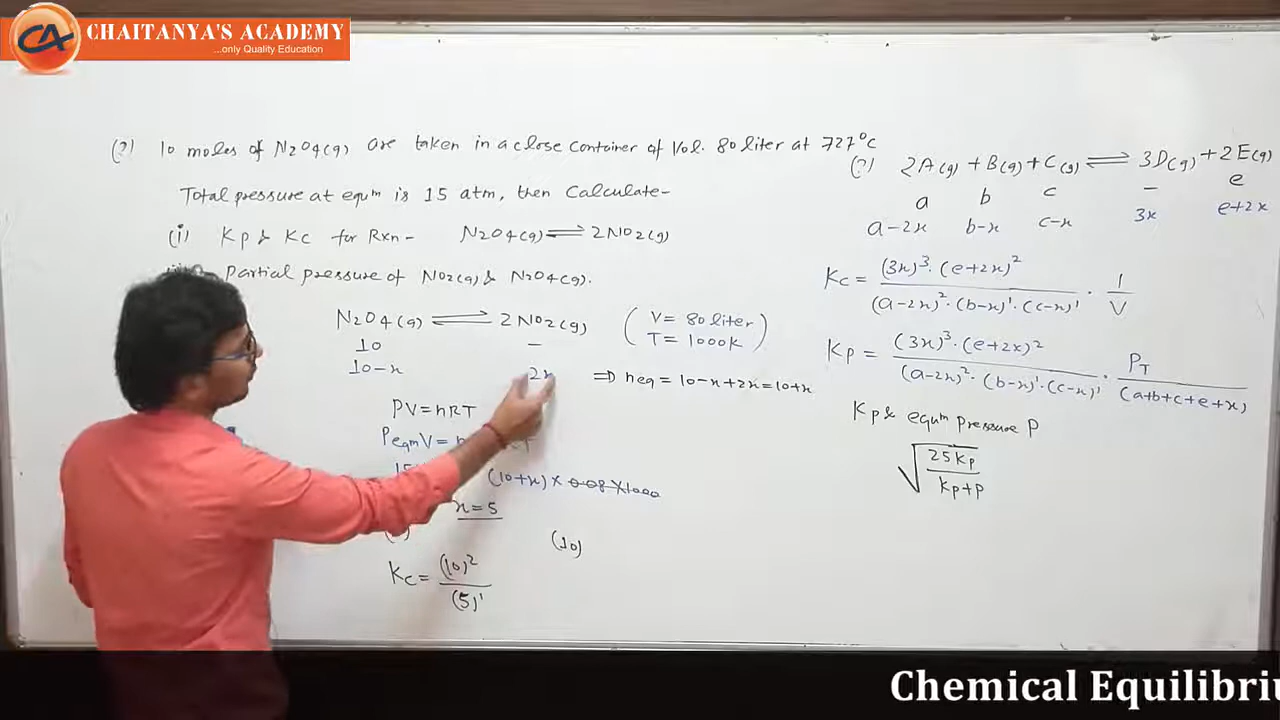 CHAITANYA'S ACADEMY
...only Quality Education
(?) 10 moles of N₂O₄(g) are taken in a close container of Vol. 80 liter at 727°C
Total pressure at equᵐ is 15 atm, then Calculate-
(i) Kp & Kc for Rxn- N₂O₄(g) ⇌ 2NO₂(g)
Partial pressure of NO₂(g) & N₂O₄(g).
N₂O₄(g) ⇌ 2NO₂(g) (V = 80 liter
10 – T = 1000K)
10-x 2x ⇒ neq = 10-x+2x=10+x
PV=nRT
PeqmV=
15 (10+x) × 0.08 × 1000
x=5
(10)
Kc = (10)² / (5)¹
(?) 2A(g) + B(g) + C(g) ⇌ 3D(g) + 2E(g)
a b c – e
a-2x b-x c-x 3x e+2x
Kc = (3x)³·(e+2x)² / (a-2x)²·(b-x)¹·(c-x)¹ · 1/V
Kp = (3x)³·(e+2x)² / (a-2x)²·(b-x)¹·(c-x)¹ · PT / (a+b+c+e+x)
Kp & equᵐ pressure P
√(25Kp / Kp+p)
Chemical Equilibri